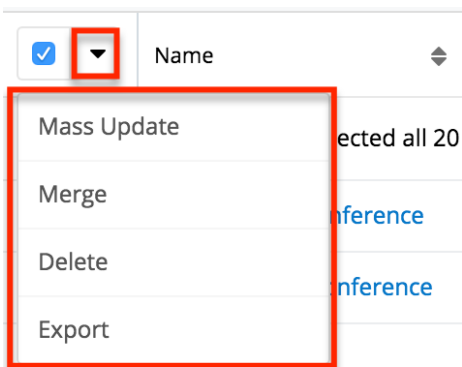 Name
Mass Update
ected all 20
Merge
nference
Delete
nference
Export